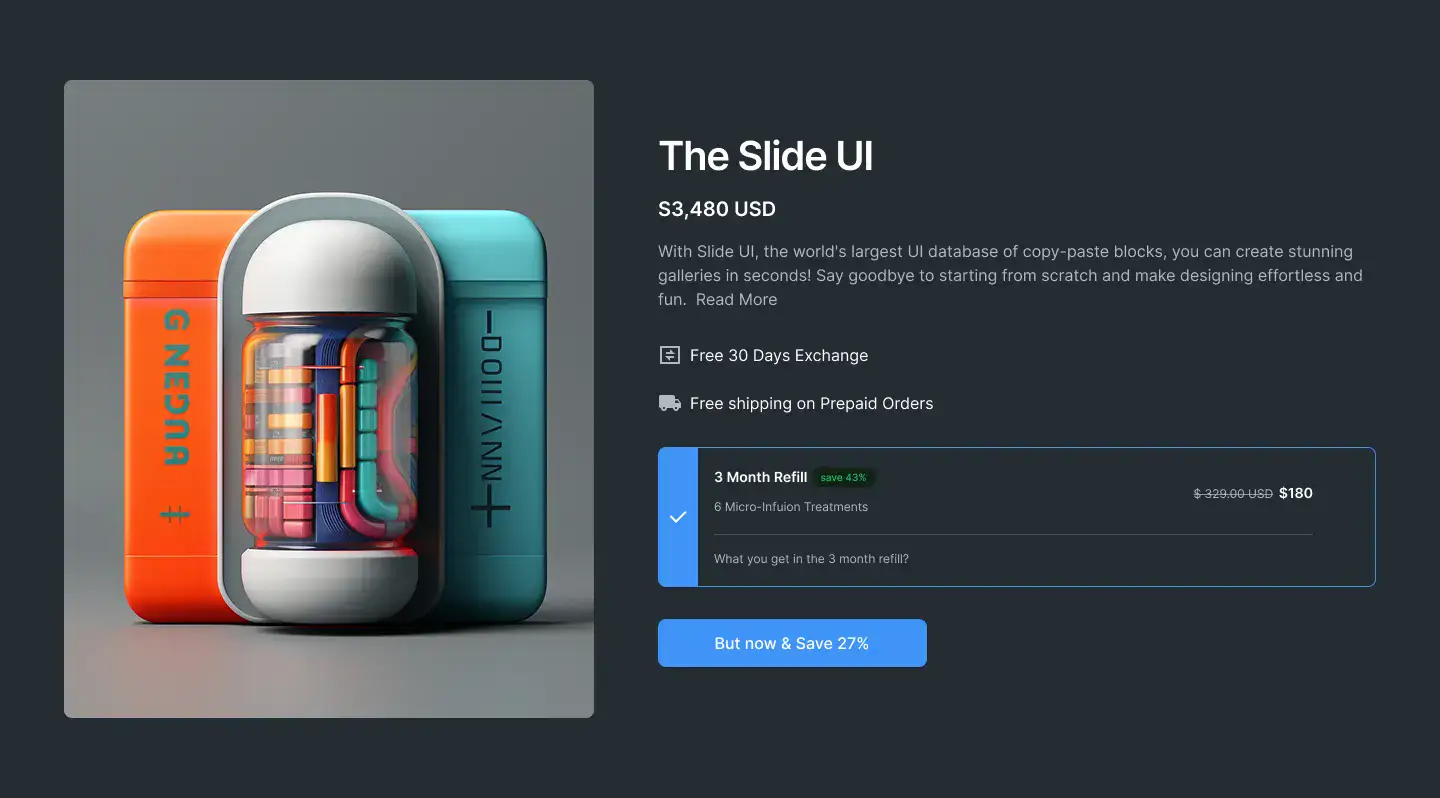 The Slide UI
S3,480 USD
With Slide UI, the world's largest UI database of copy-paste blocks, you can create stunning
galleries in seconds! Say goodbye to starting from scratch and make designing effortless and
fun. Read More
Free 30 Days Exchange
Free shipping on Prepaid Orders
3 Month Refill save 43%
$ 329.00 USD $180
6 Micro-Infuion Treatments
What you get in the 3 month refill?
But now & Save 27%